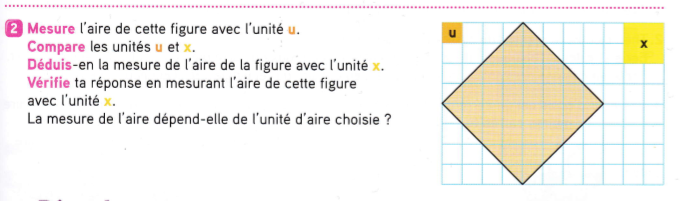 2 Mesure l'aire de cette figure avec l'unité u.
Compare les unités u et x.
Déduis-en la mesure de l'aire de la figure avec l'unité x.
Vérifie ta réponse en mesurant l'aire de cette figure
avec l'unité x.
La mesure de l'aire dépend-elle de l'unité d'aire choisie ?
u
x